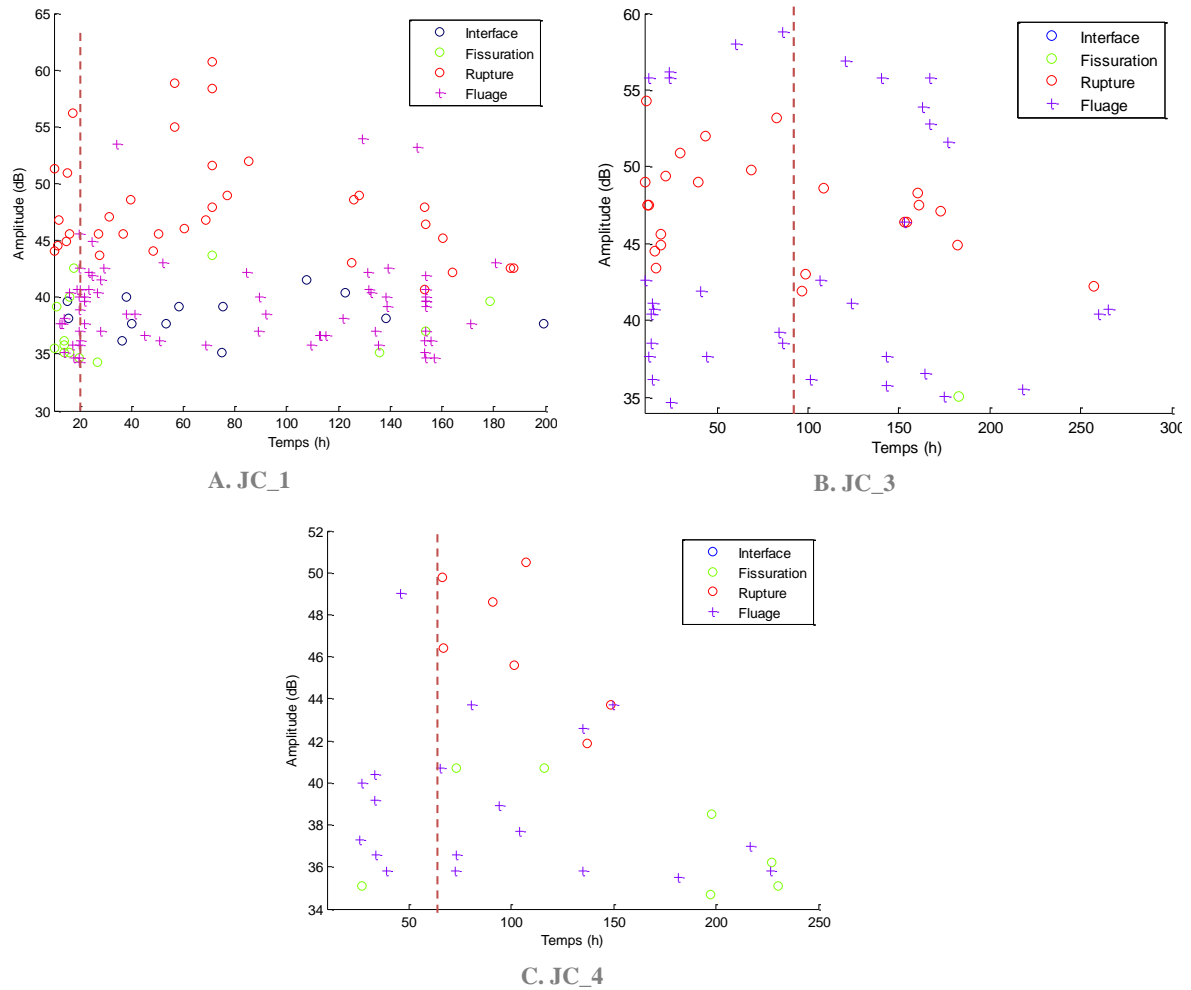 65
60
55
50
45
40
35
30
Amplitude (dB)
20
40
60
80
100
120
140
160
180
200
Temps (h)
Interface
Fissuration
Rupture
Fluage
A. JC_1
60
55
50
45
40
35
Amplitude (dB)
50
100
150
200
250
300
Temps (h)
Interface
Fissuration
Rupture
Fluage
B. JC_3
52
50
48
46
44
42
40
38
36
34
Amplitude (dB)
50
100
150
200
250
Temps (h)
Interface
Fissuration
Rupture
Fluage
C. JC_4